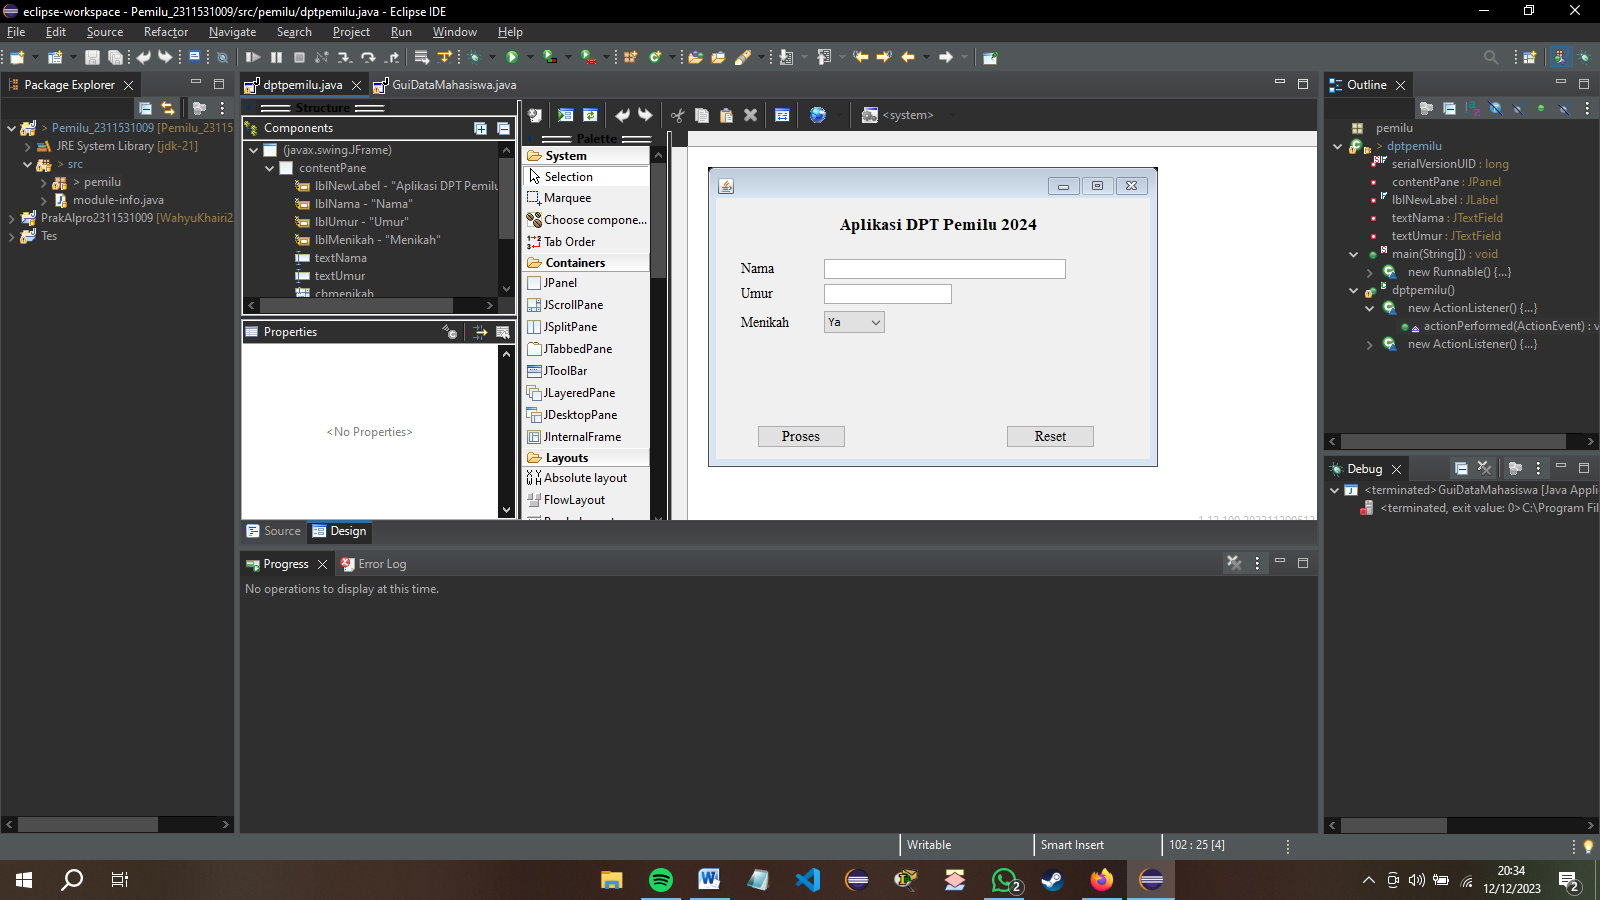 eclipse-workspace - Pemilu_2311531009/src/pemilu/dptpemilu.java - Eclipse IDE
File Edit Source Refactor Navigate Search Project Run Window Help
Package Explorer
> Pemilu_2311531009 [Pemilu_23115
JRE System Library [jdk-21]
> src
> pemilu
module-info.java
PrakAlpro2311531009 [WahyuKhairi2
Tes
dptpemilu.java
GuiDataMahasiswa.java
Structure
Components
(javax.swing.JFrame)
contentPane
lblNewLabel - "Aplikasi DPT Pemilu
lblNama - "Nama"
lblUmur - "Umur"
lblMenikah - "Menikah"
textNama
textUmur
cbmenikah
Properties
<No Properties>
Source
Design
<system>
Palette
System
Selection
Marquee
Choose compone...
Tab Order
Containers
JPanel
JScrollPane
JSplitPane
JTabbedPane
JToolBar
JLayeredPane
JDesktopPane
JInternalFrame
Layouts
Absolute layout
FlowLayout
Aplikasi DPT Pemilu 2024
Nama
Umur
Menikah
Ya
Proses
Reset
Progress
Error Log
No operations to display at this time.
Outline
pemilu
> dptpemilu
serialVersionUID : long
contentPane : JPanel
lblNewLabel : JLabel
textNama : JTextField
textUmur : JTextField
main(String[]) : void
new Runnable() {...}
dptpemilu()
new ActionListener() {...}
actionPerformed(ActionEvent) : v
new ActionListener() {...}
Debug
<terminated>GuiDataMahasiswa [Java Appli
<terminated, exit value: 0>C:\Program Fil
Writable
Smart Insert
102 : 25 [4]
2
20:34
12/12/2023
2